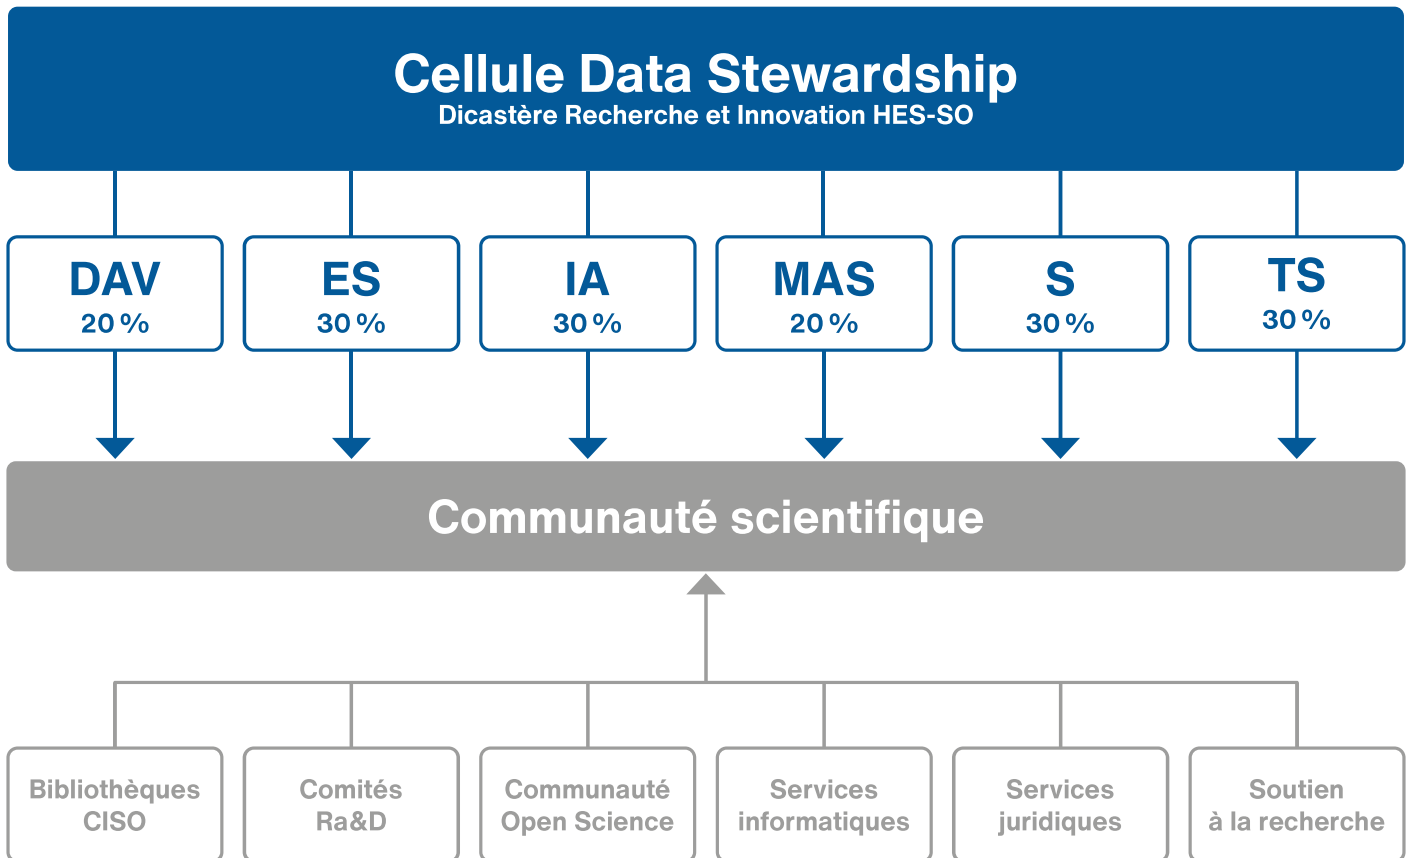 Cellule Data Stewardship
Dicastère Recherche et Innovation HES-SO
DAV
20 %
ES
30 %
IA
30 %
MAS
20 %
S
30 %
TS
30 %
Communauté scientifique
Bibliothèques
CISO
Comités
Ra&D
Communauté
Open Science
Services
informatiques
Services
juridiques
Soutien
à la recherche